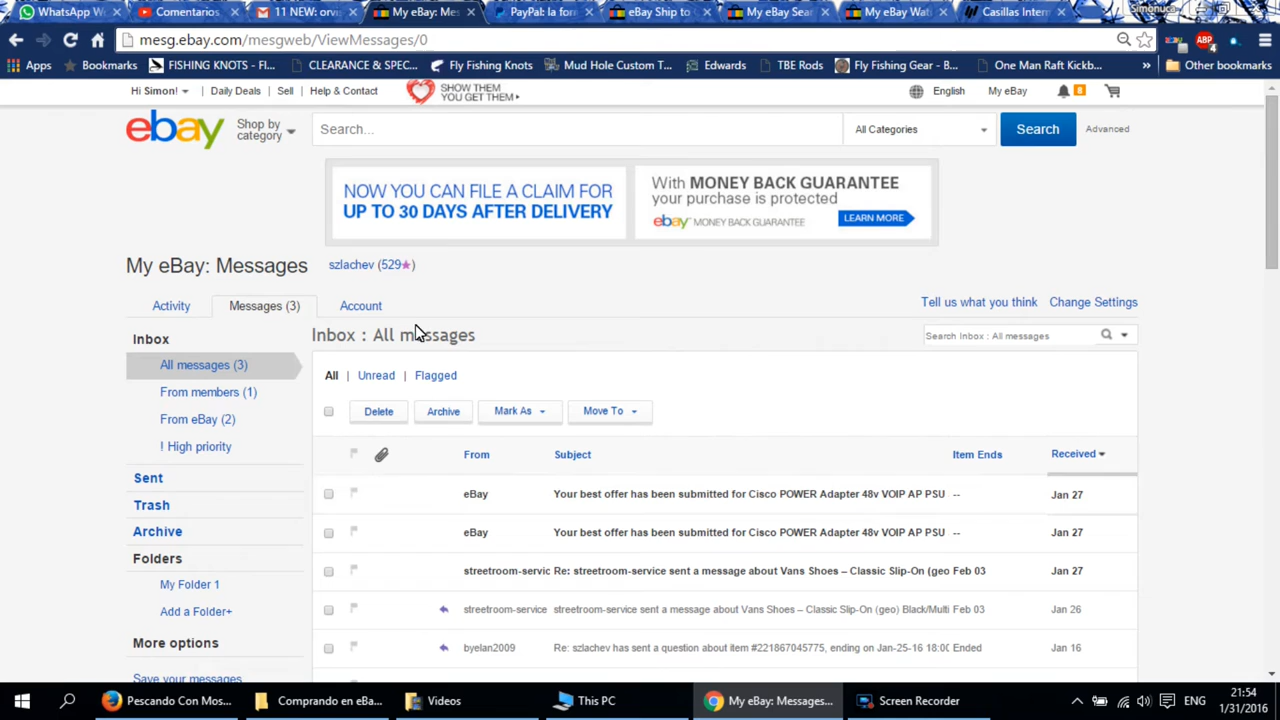 WhatsApp W
Comentarios
11 NEW: orvis
My eBay: Mes
PayPal: la for
eBay Ship to
My eBay Sear
My eBay Wat
Casillas Intern
Simonuca
mesg.ebay.com/mesgweb/ViewMessages/0
ABP
4
Apps
Bookmarks
FISHING KNOTS - Fl...
CLEARANCE & SPEC...
Fly Fishing Knots
Mud Hole Custom T...
Edwards
TBE Rods
Fly Fishing Gear - B...
One Man Raft Kickb...
»
Other bookmarks
Hi Simon!
Daily Deals
Sell
Help & Contact
SHOW THEM
YOU GET THEM
English
My eBay
8
ebay
Shop by
category
Search...
All Categories
Search
Advanced
NOW YOU CAN FILE A CLAIM FOR
UP TO 30 DAYS AFTER DELIVERY
With MONEY BACK GUARANTEE
your purchase is protected
ebay MONEY BACK GUARANTEE
LEARN MORE
My eBay: Messages
szlachev (529)
Activity
Messages (3)
Account
Tell us what you think
Change Settings
Inbox
All messages (3)
From members (1)
From eBay (2)
! High priority
Sent
Trash
Archive
Folders
My Folder 1
Add a Folder+
More options
Save your messages
Inbox : All messages
Search Inbox : All messages
All | Unread | Flagged
Delete
Archive
Mark As
Move To
From
Subject
Item Ends
Received
eBay Your best offer has been submitted for Cisco POWER Adapter 48v VOIP AP PSU -- Jan 27
eBay Your best offer has been submitted for Cisco POWER Adapter 48v VOIP AP PSU -- Jan 27
streetroom-servic Re: streetroom-service sent a message about Vans Shoes – Classic Slip-On (geo Feb 03 Jan 27
streetroom-service streetroom-service sent a message about Vans Shoes – Classic Slip-On (geo) Black/Multi Feb 03 Jan 26
byelan2009 Re: szlachev has sent a question about item #221867045775, ending on Jan-25-16 18:00 Ended Jan 16
Pescando Con Mos...
Comprando en eBa...
Videos
This PC
My eBay: Messages...
Screen Recorder
ENG
21:54
1/31/2016